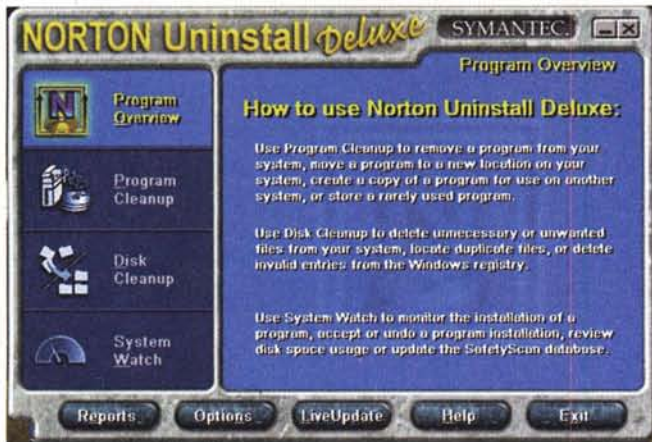 NORTON Uninstall Deluxe
SYMANTEC.
Program Overview
Program
Overview
Program
Cleanup
Disk
Cleanup
System
Watch
How to use Norton Uninstall Deluxe:
Use Program Cleanup to remove a program from your
system, move a program to a new location on your
system, create a copy of a program for use on another
system, or store a rarely used program.
Use Disk Cleanup to delete unnecessary or unwanted
files from your system, locate duplicate files, or delete
invalid entries from the Windows registry.
Use System Watch to monitor the installation of a
program, accept or undo a program installation, review
disk space usage or update the SafetyScan database.
Reports
Options
LiveUpdate
Help
Exit